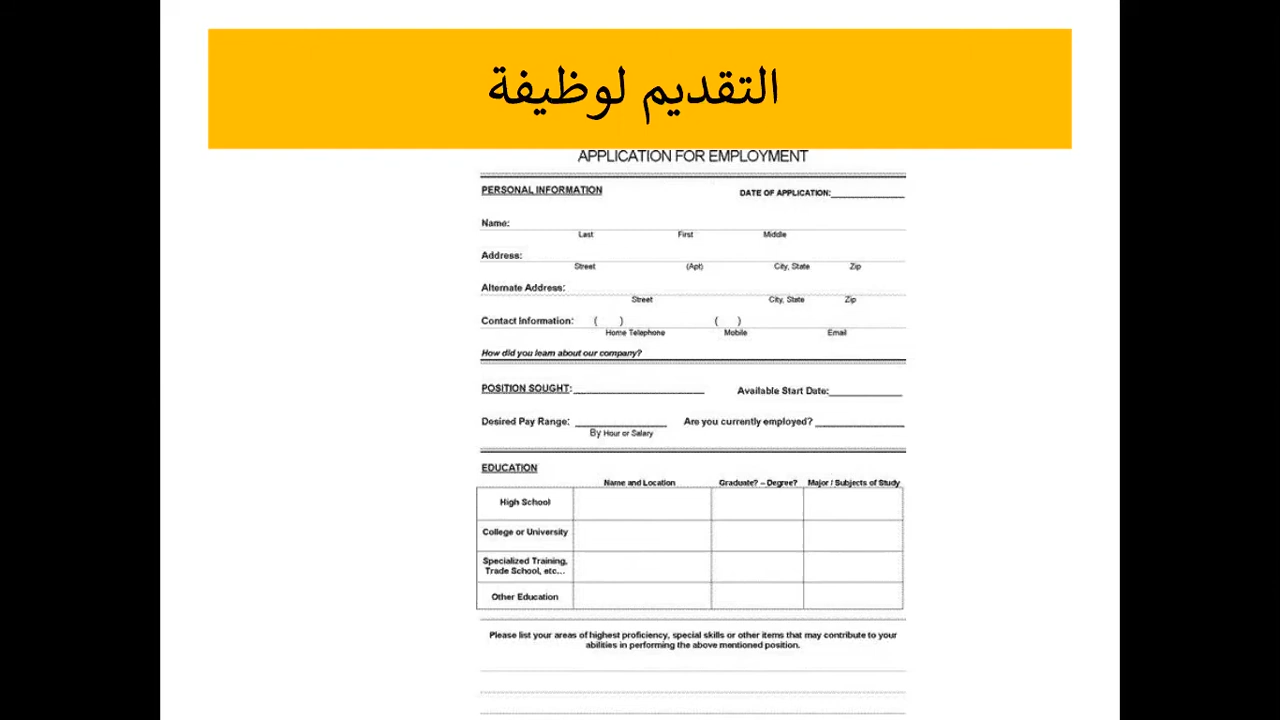 التقديم لوظيفة
APPLICATION FOR EMPLOYMENT
PERSONAL INFORMATION DATE OF APPLICATION:
Name:
Last First Middle
Address:
Street (Apt) City, State Zip
Alternate Address:
Street City, State Zip
Contact Information: ( ) ( )
Home Telephone Mobile Email
How did you learn about our company?
POSITION SOUGHT: Available Start Date:
Desired Pay Range: Are you currently employed?
By Hour or Salary
EDUCATION
Name and Location Graduate? – Degree? Major / Subjects of Study
High School
College or University
Specialized Training,
Trade School, etc...
Other Education
Please list your areas of highest proficiency, special skills or other items that may contribute to your
abilities in performing the above mentioned position.